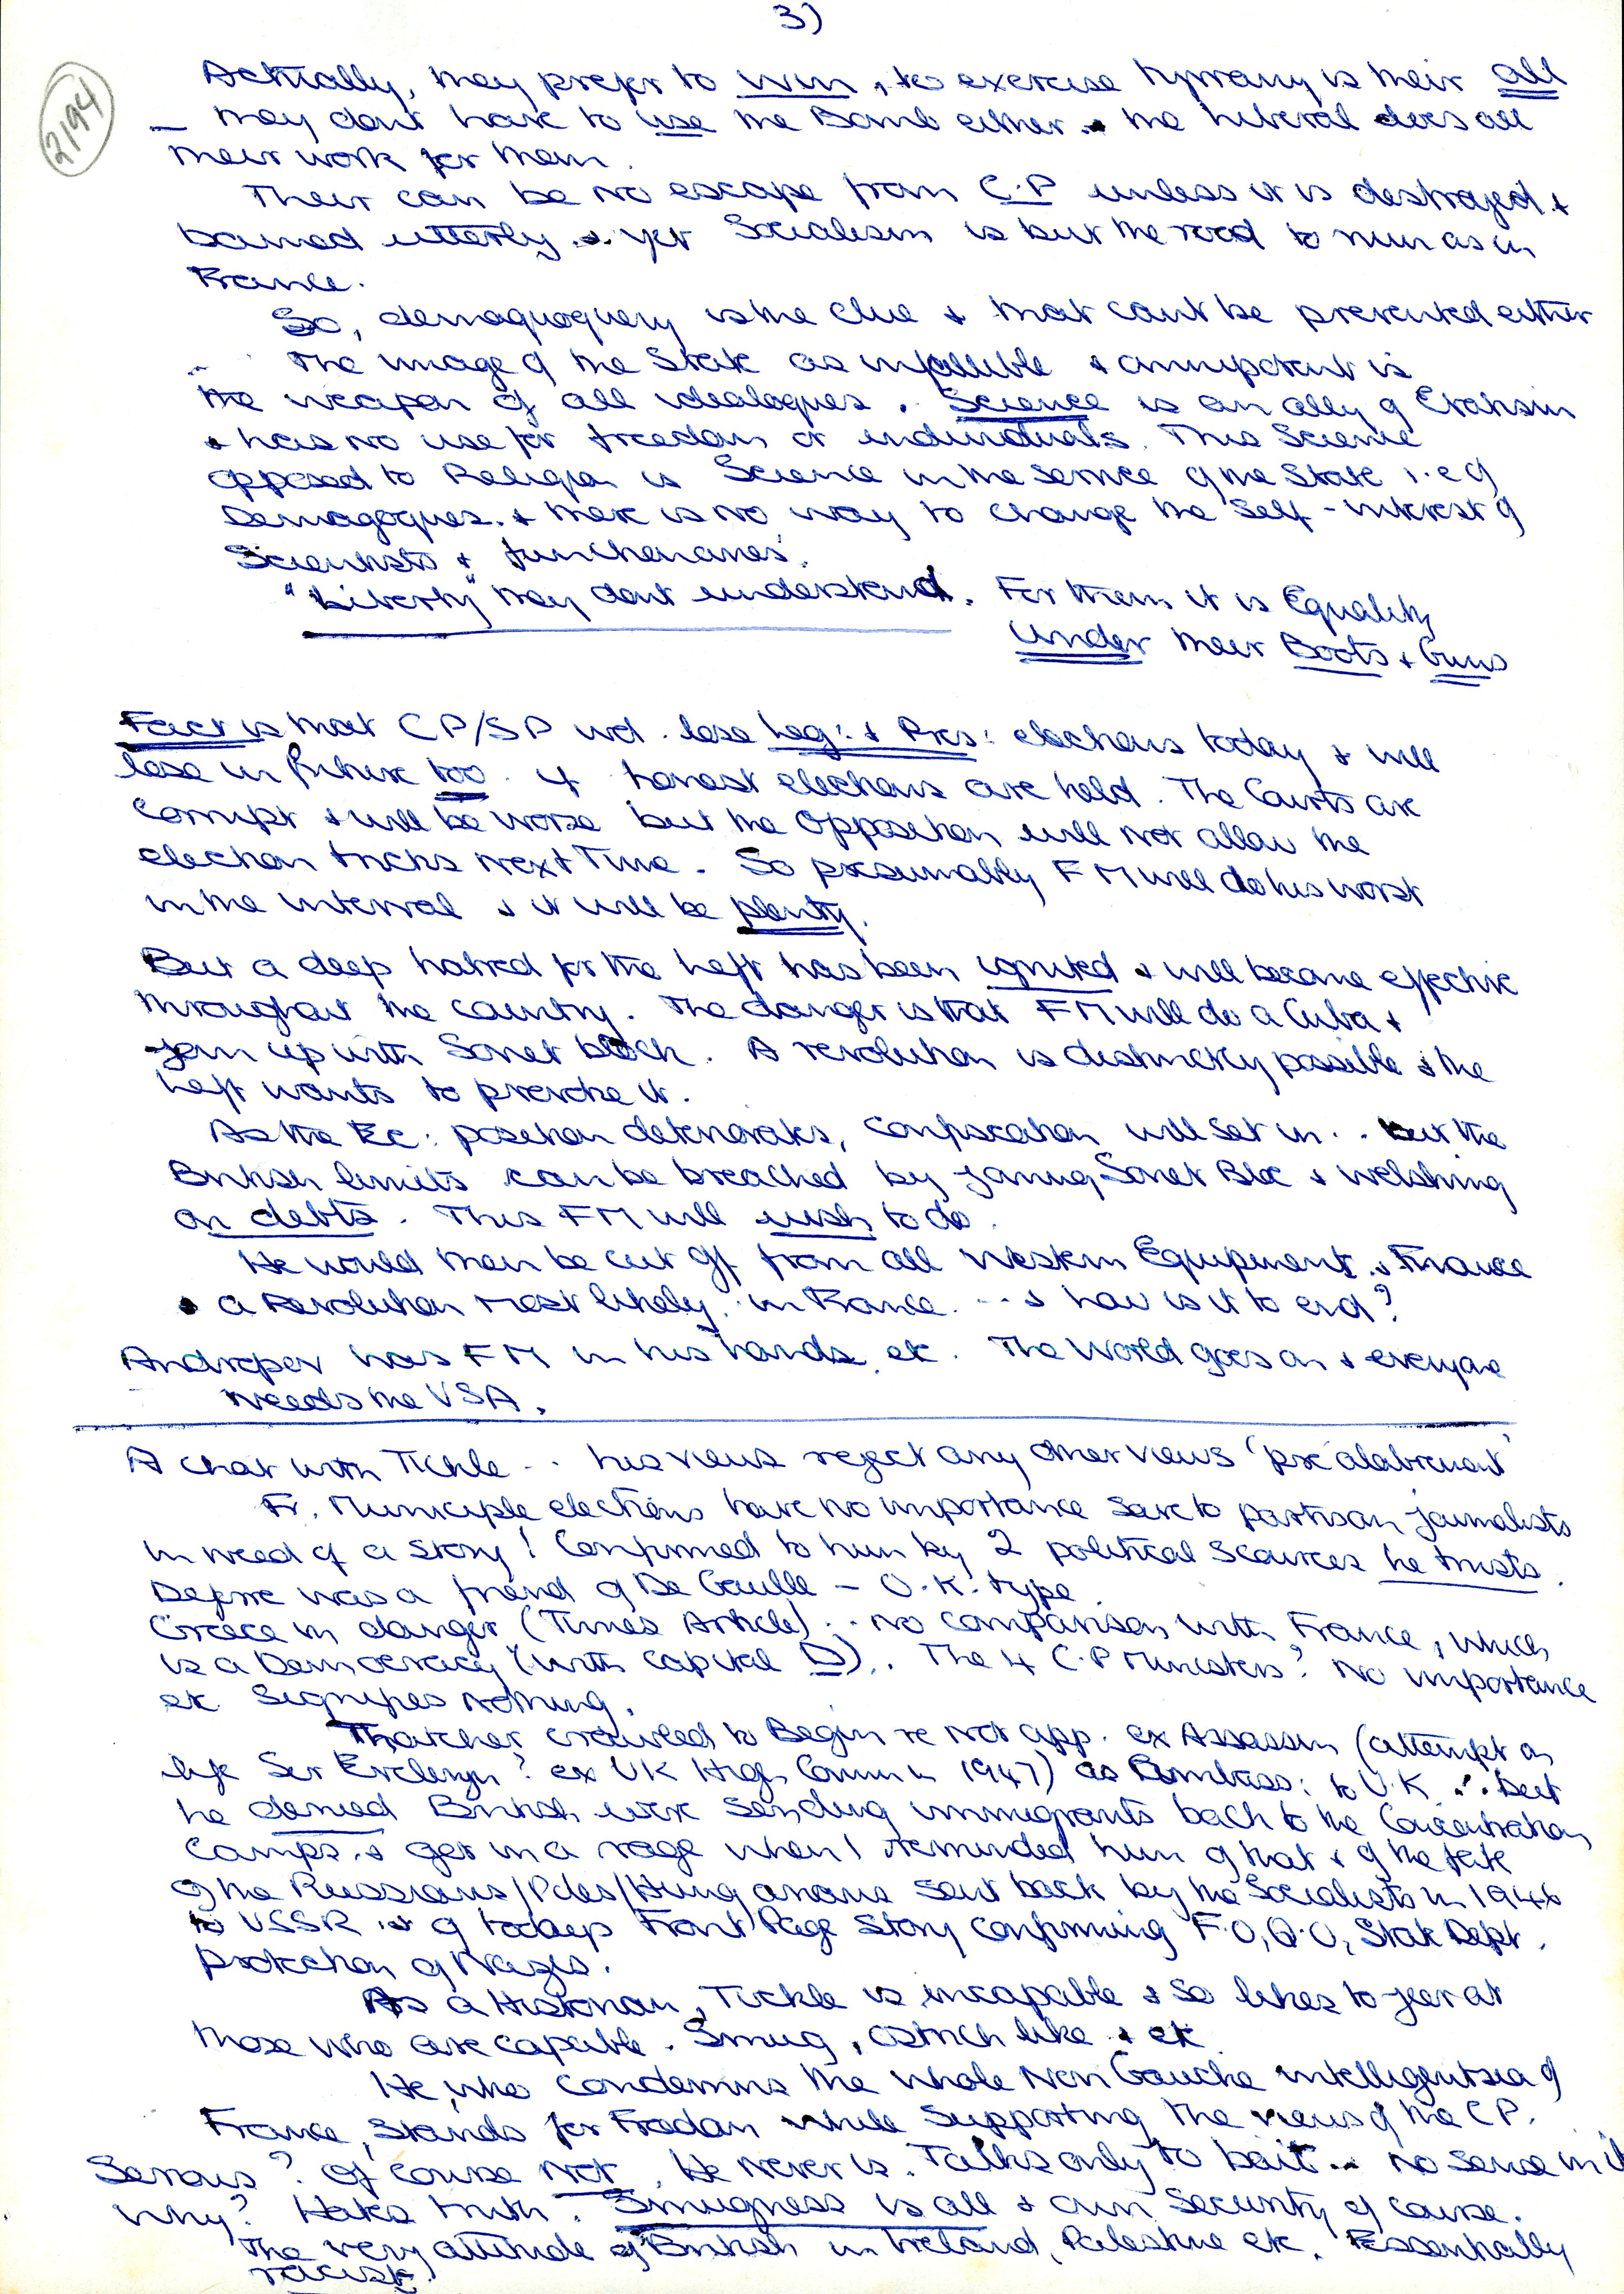 3)
2194
Actually, they prefer to win, to exercise tyranny is their all
— they don't have to use the Bomb either. the liberal does all
their work for them.
Their can be no escape from C.P unless it is destroyed &
banned utterly & yet Socialism is but the road to ruin as in
France.
So, demagoguery is the clue & that cant be prevented either
The image of the State as infallible & omnipotent is
the weapon of all idealogues. Science is an ally of
& has no use for freedom or individuals. This Science
opposed to Religion is Science in the service of the State i.e of
Demagogues. & there is no way to change the self-interest of
Scientists & functionaries.
"Liberty" they dont understand. For them it is Equality
Under their Boots & Guns
Fact is that CP/SP wd. lose Leg: & Pres: elections today & will
lose in future too if honest elections are held. The Courts are
corrupt & will be worse but the Opposition will not allow the
election tricks next Time. So presumably FM will do his worst
in the interval & it will be plenty.
But a deep hatred for the Left has been ignited & will become effective
throughout the country. The danger is that FM will do a Cuba &
join up with Soviet block. A revolution is distinctly possible & the
Left wants to provoke it.
As the Ec: position deteriorates, confiscation will set in.. but the
British limits can be breached by joining Soviet Bloc & welshing
on debts. This FM will wish to do.
He would then be cut off from all Western Equipment & Finance
& a Revolution most likely in France. .. & how is it to end?
Andropov has FM in his hands etc. The World goes on & everyone
needs the USA.
A chat with Tickle .. his views reject any other views 'pré alablement'
Fr. Municiple elections have no importance save to partisan journalists
in need of a story! Confirmed to him by 2 political sources he trusts.
Deferre was a friend of De Gaulle – O.K. type.
Greece in danger (Times Article) .. no comparison with France, which
is a Democracy (with capital D). The 4 C.P Ministers? No importance
etc. Signifies nothing.
Thatcher crawled to Begin re not app. ex Assassin (attempt on
life Sir ? ex UK High Comm in 1947) as Ambass: to U.K. .. but
he denied British were sending immigrants back to the Concentration
Camps & got in a rage when I reminded him of that & of the fate
of the Russians/Poles/Hungarians sent back by the Socialists in 1946
to USSR & of todays Front Page Story confirming F.O, Q.O, State Dept.
protection of Nazis.
As a Historian, Tickle is incapable & so likes to jeer at
those who are capable. Smug, ostrich like & etc
He, who condemns the whole Non Gauche intelligentsia of
France, stands for Fredom while supporting the views of the CP.
Serious? Of course not. He never is. Talks only to bait .. no sense in it
Why? Hates truth. Smugness is all & own security of course.
The very attitude of British in Ireland, Palestine etc. Essentially
racist.